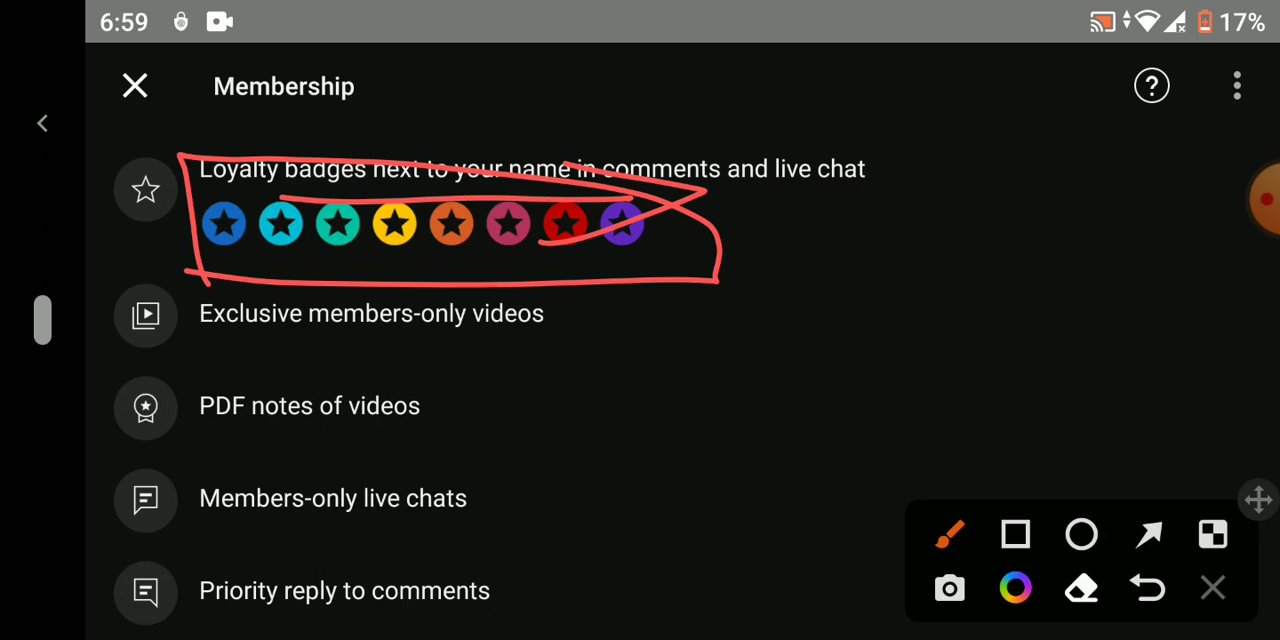 6:59
17%
Membership
?
Loyalty badges next to your name in comments and live chat
Exclusive members-only videos
PDF notes of videos
Members-only live chats
Priority reply to comments